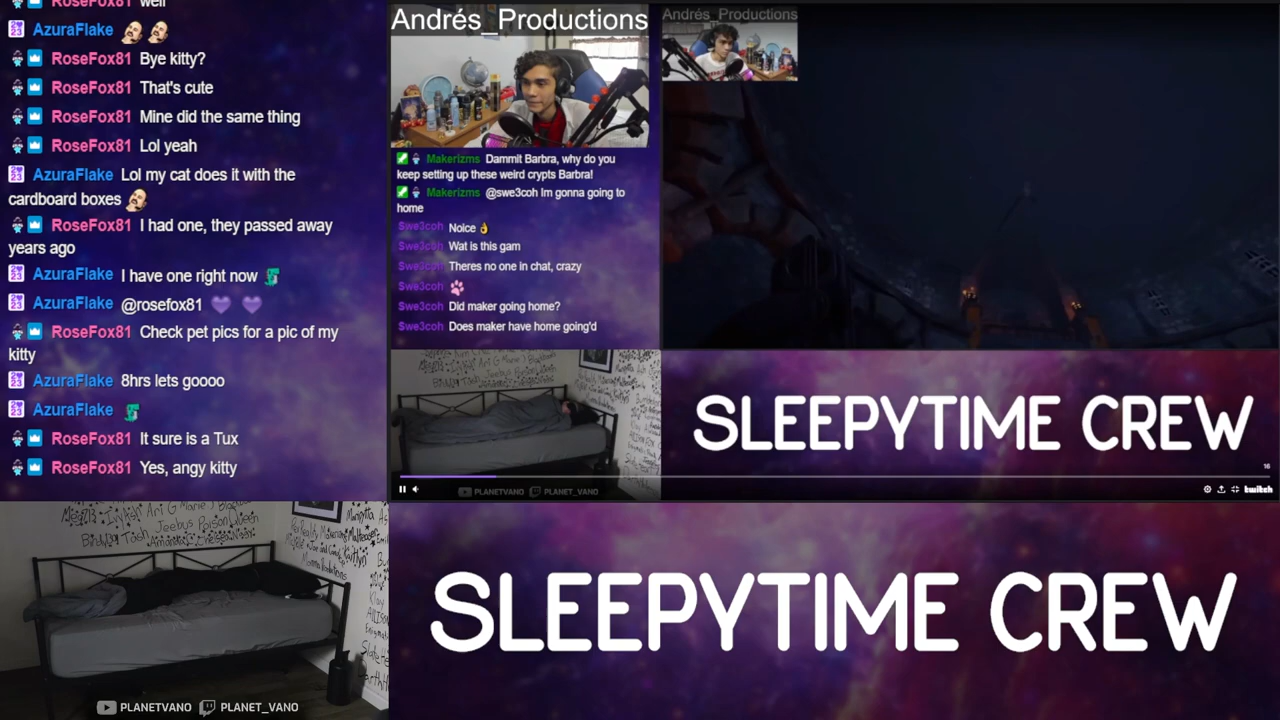 well
AzuraFlake
RoseFox81 Bye kitty?
RoseFox81 That's cute
RoseFox81 Mine did the same thing
RoseFox81 Lol yeah
AzuraFlake Lol my cat does it with the
cardboard boxes
RoseFox81 I had one, they passed away
years ago
AzuraFlake I have one right now
AzuraFlake @rosefox81
RoseFox81 Check pet pics for a pic of my
kitty
AzuraFlake 8hrs lets goooo
AzuraFlake
RoseFox81 It sure is a Tux
RoseFox81 Yes, angy kitty
Andrés_Productions
Makerizms Dammit Barbra, why do you
keep setting up these weird crypts Barbra!
Makerizms @swe3coh Im gonna going to
home
Swe3coh Noice 👌
Swe3coh Wat is this gam
Swe3coh Theres no one in chat, crazy
Swe3coh
Swe3coh Did maker going home?
Swe3coh Does maker have home going'd
Andrés_Productions
SLEEPYTIME CREW
16
PLANETVANO PLANET_VANO
twitch
Jeebys Poison Queen
SLEEPYTIME CREW
PLANETVANO PLANET_VANO